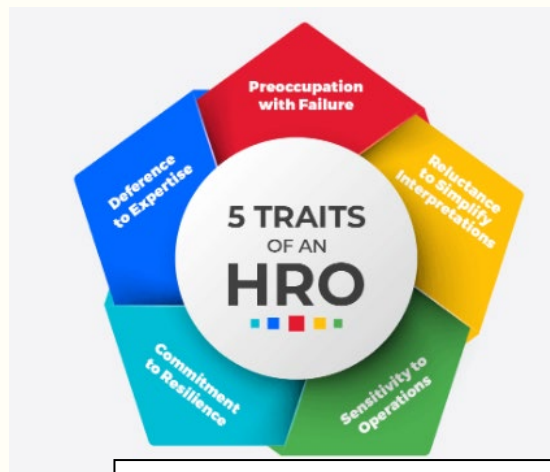 Preoccupation
with Failure
Reluctance
to Simplify
Interpretations
Sensitivity to
Operations
Commitment
to Resilience
Deference
to Expertise
5 TRAITS
OF AN
HRO